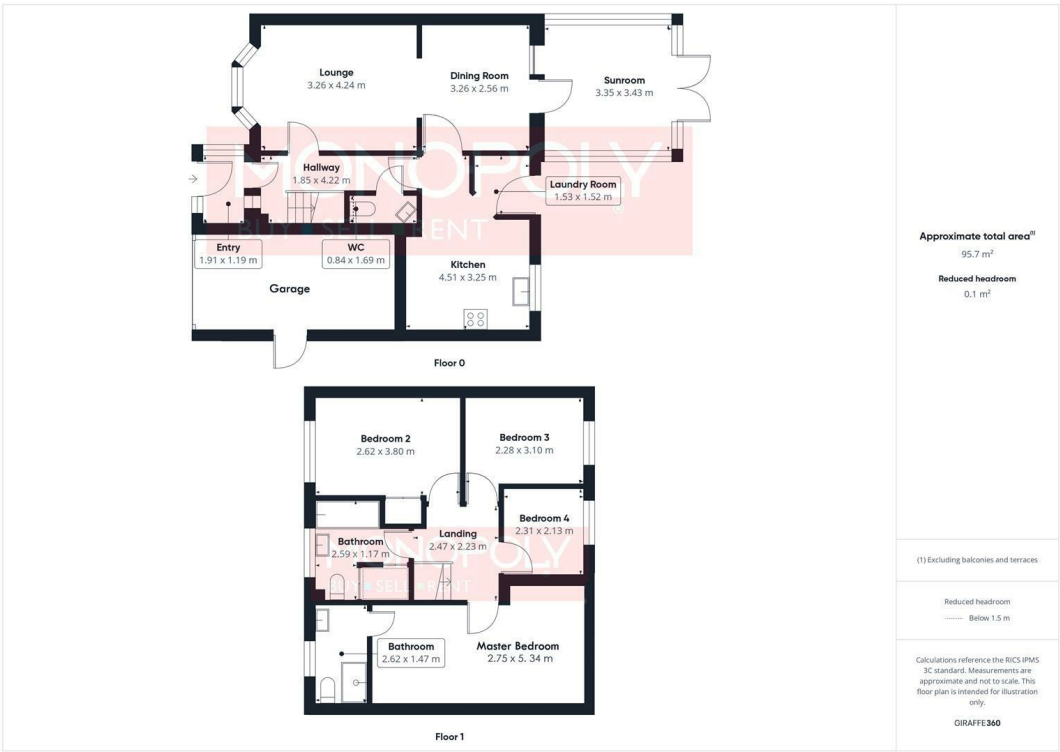 Lounge
3.26 x 4.24 m
Dining Room
3.26 x 2.56 m
Sunroom
3.35 x 3.43 m
MONOPOLY
BUY SELL RENT
Hallway
1.85 x 4.22 m
Laundry Room
1.53 x 1.52 m
Entry
1.91 x 1.19 m
WC
0.84 x 1.69 m
Kitchen
4.51 x 3.25 m
Garage
Floor 0
Bedroom 2
2.62 x 3.80 m
Bedroom 3
2.28 x 3.10 m
Bedroom 4
2.31 x 2.13 m
Landing
2.47 x 2.23 m
Bathroom
2.59 x 1.17 m
MONOPOLY
BUY SELL RENT
Bathroom
2.62 x 1.47 m
Master Bedroom
2.75 x 5. 34 m
Floor 1
Approximate total area(1)
95.7 m²
Reduced headroom
0.1 m²
(1) Excluding balconies and terraces
Reduced headroom
Below 1.5 m
Calculations reference the RICS IPMS
3C standard. Measurements are
approximate and not to scale. This
floor plan is intended for illustration
only.
GIRAFFE360